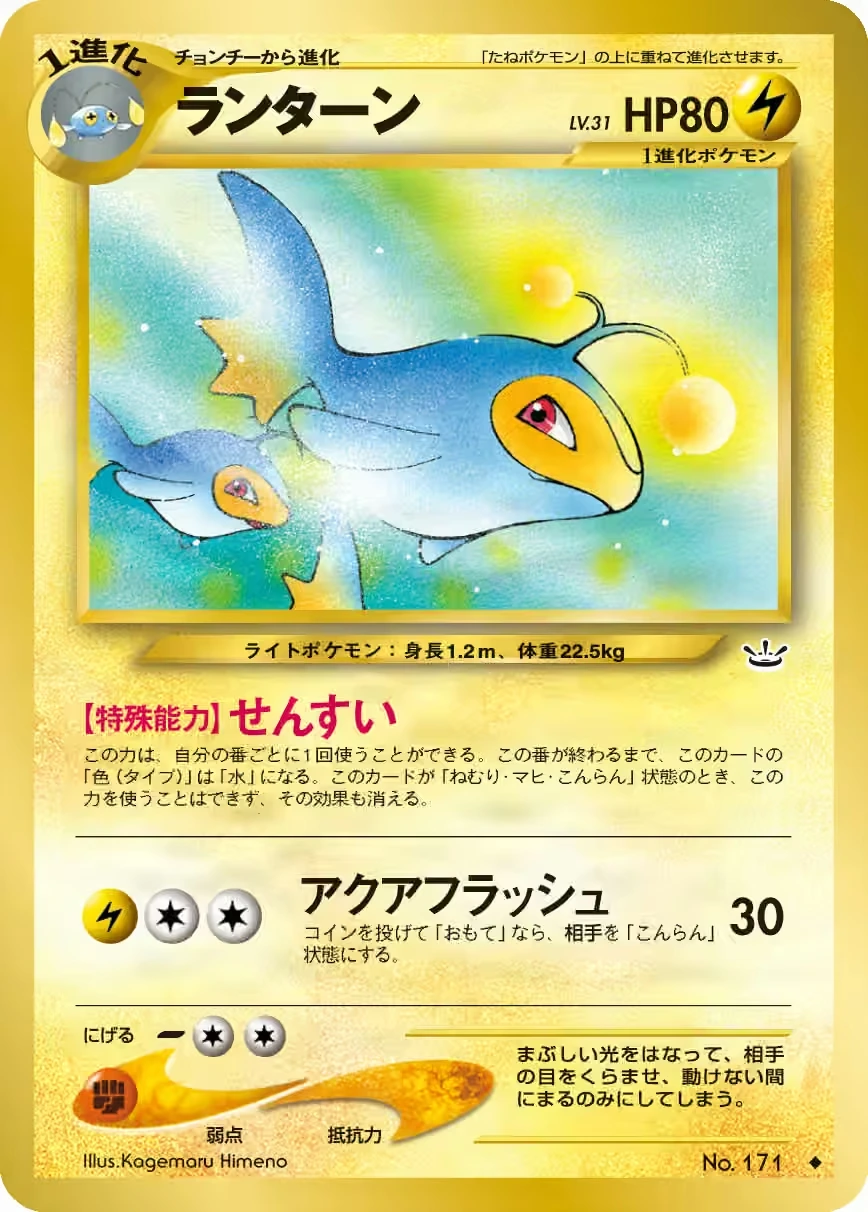 1進化
チョンチーから進化
「たねポケモン」の上に重ねて進化させます。
ランターン
LV.31 HP80
1進化ポケモン
ライトポケモン：身長1.2m、体重22.5kg
【特殊能力】せんすい
この力は、自分の番ごとに1回使うことができる。この番が終わるまで、このカードの
「色（タイプ）」は「水」になる。このカードが「ねむり・マヒ・こんらん」状態のとき、この
力を使うことはできず、その効果も消える。
アクアフラッシュ
30
コインを投げて「おもて」なら、相手を「こんらん」
状態にする。
にげる
まぶしい光をはなって、相手
の目をくらませ、動けない間
にまるのみにしてしまう。
弱点
抵抗力
Illus.Kagemaru Himeno
No. 171